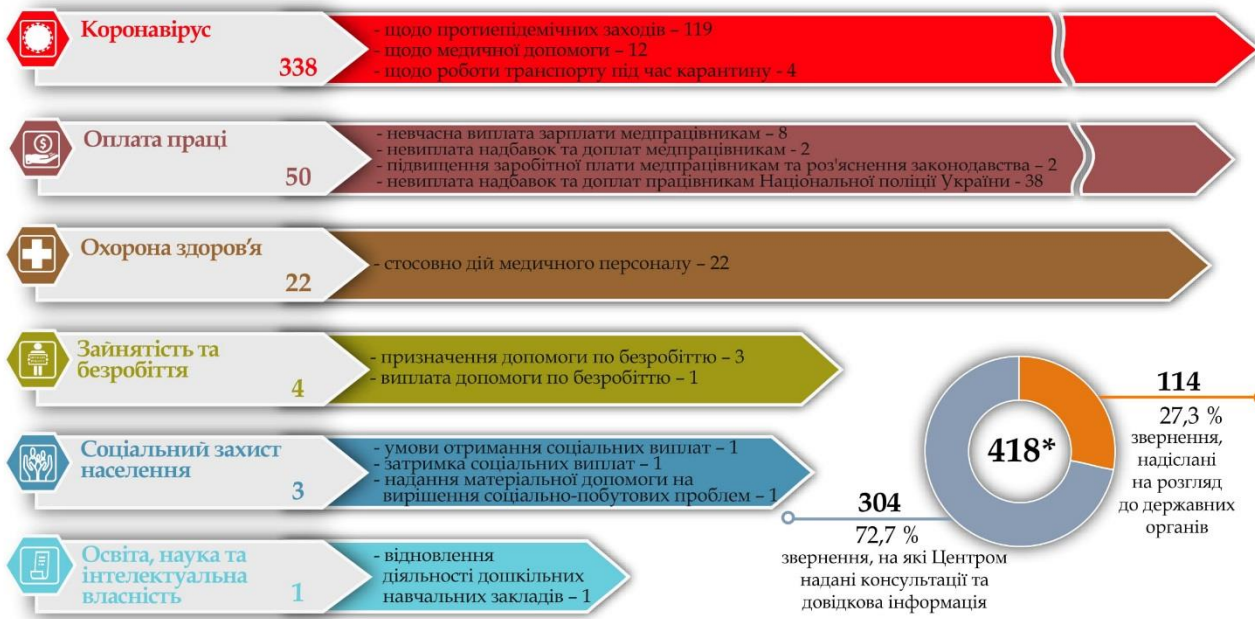 Коронавірус
338
- щодо протиепідемічних заходів – 119
- щодо медичної допомоги – 12
- щодо роботи транспорту під час карантину - 4
Оплата праці
50
- невчасна виплата зарплати медпрацівникам – 8
- невиплата надбавок та доплат медпрацівникам - 2
- підвищення заробітної плати медпрацівникам та роз'яснення законодавства – 2
- невиплата надбавок та доплат працівникам Національної поліції України - 38
Охорона здоров'я
22
- стосовно дій медичного персоналу – 22
Зайнятість та
безробіття
4
- призначення допомоги по безробіттю – 3
- виплата допомоги по безробіттю – 1
Соціальний захист
населення
3
- умови отримання соціальних виплат – 1
- затримка соціальних виплат – 1
- надання матеріальної допомоги на
вирішення соціально-побутових проблем – 1
Освіта, наука та
інтелектуальна
власність
1
- відновлення
діяльності дошкільних
навчальних закладів – 1
418*
114
27,3 %
звернення,
надіслані
на розгляд
до державних
органів
304
72,7 %
звернення, на які Центром
надані консультації та
довідкова інформація